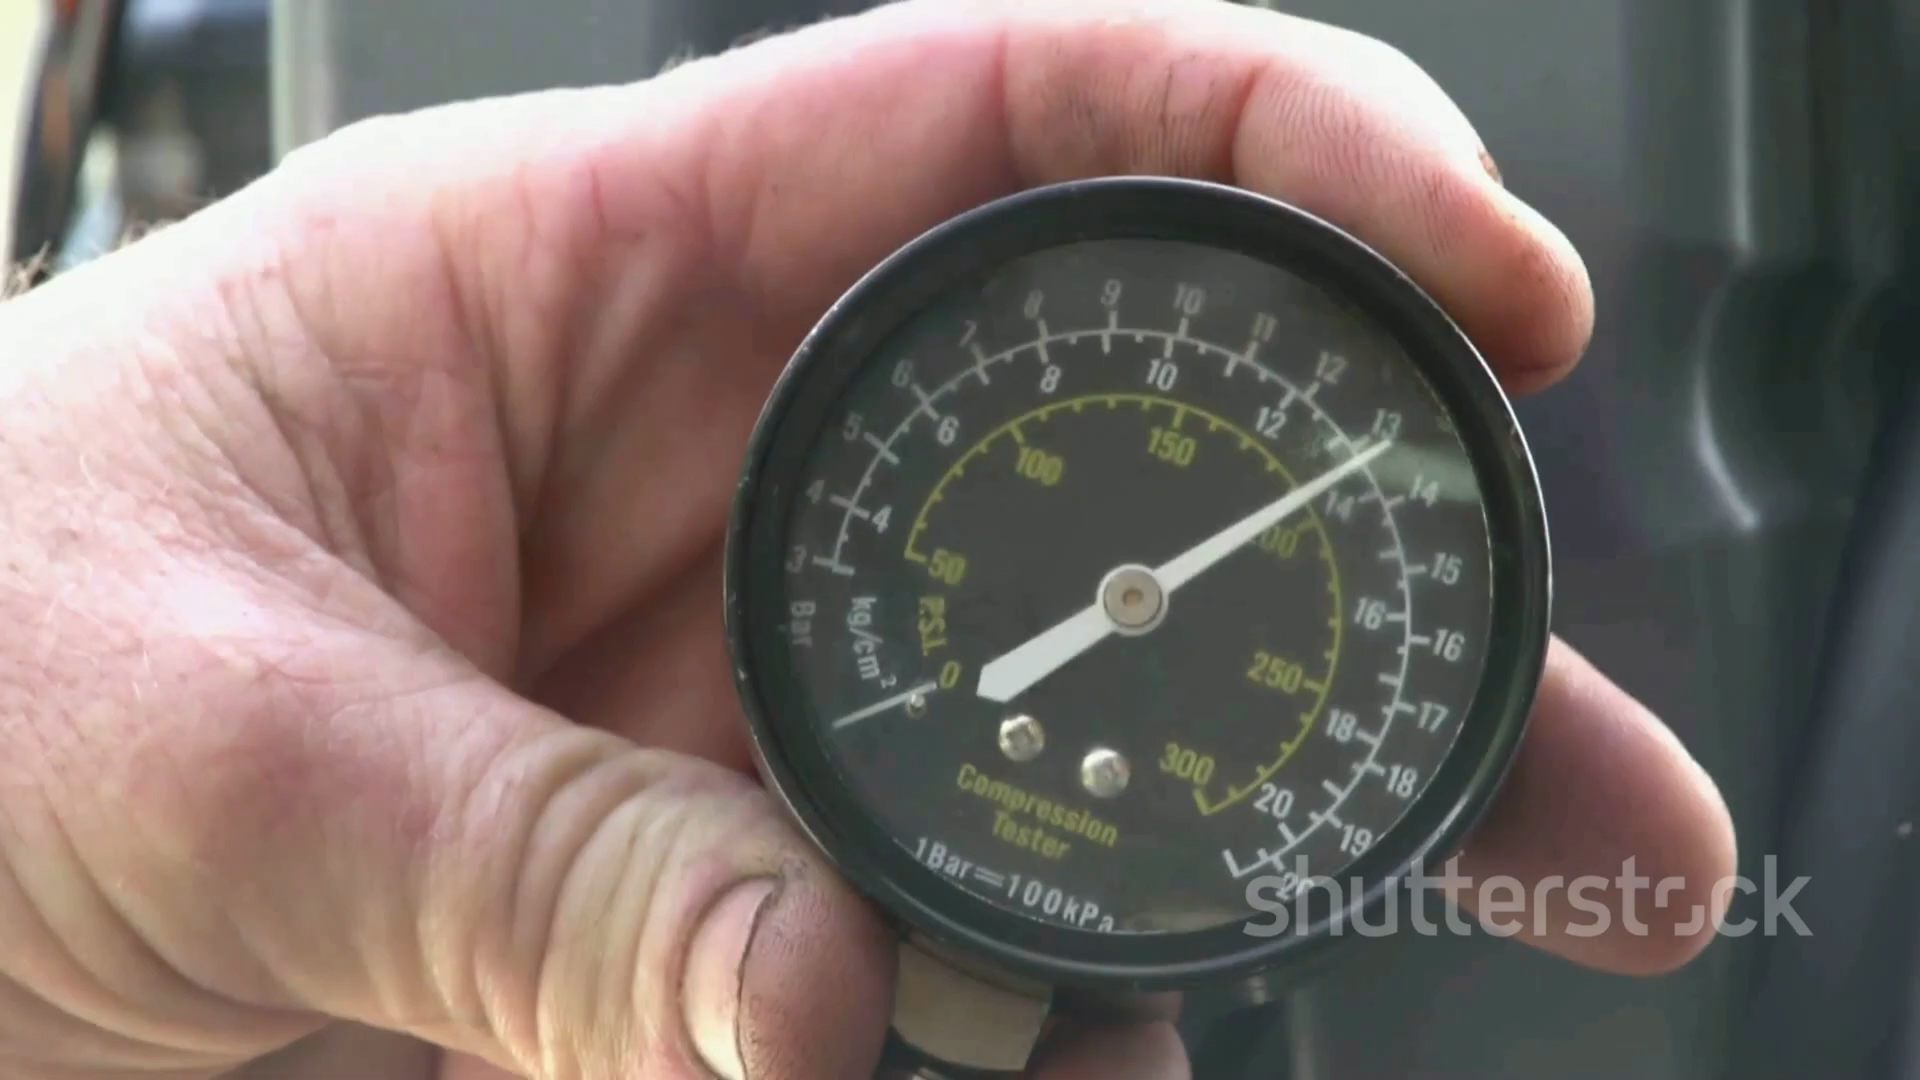 3 4 5 6 7 8 9 10 11 12 13 14 15 16 17 18 19
4 6 8 10 12 14 16 18 20
Bar
kg/cm²
P.S.I.
0 50 100 150 250 300
Compression
Tester
1Bar=100kPa
shutterstock